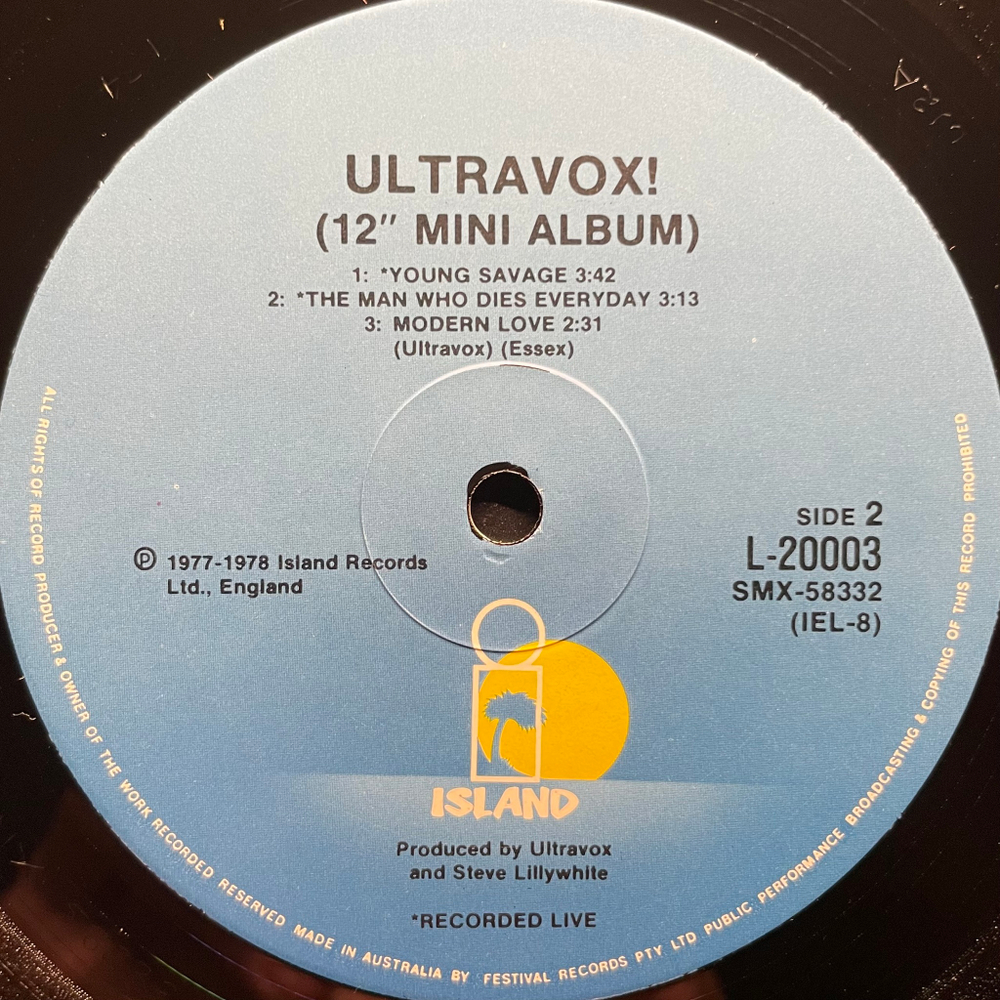 ULTRAVOX!
(12" MINI ALBUM)
1: *YOUNG SAVAGE 3:42
2: *THE MAN WHO DIES EVERYDAY 3:13
3: MODERN LOVE 2:31
(Ultravox) (Essex)
SIDE 2
L-20003
SMX-58332
(IEL-8)
Ⓟ 1977-1978 Island Records
Ltd., England
ISLAND
Produced by Ultravox
and Steve Lillywhite
*RECORDED LIVE
ALL RIGHTS OF RECORD PRODUCER & OWNER OF THE WORK RECORDED RESERVED MADE IN AUSTRALIA BY FESTIVAL RECORDS PTY LTD PUBLIC PERFORMANCE BROADCASTING & COPYING OF THIS RECORD PROHIBITED